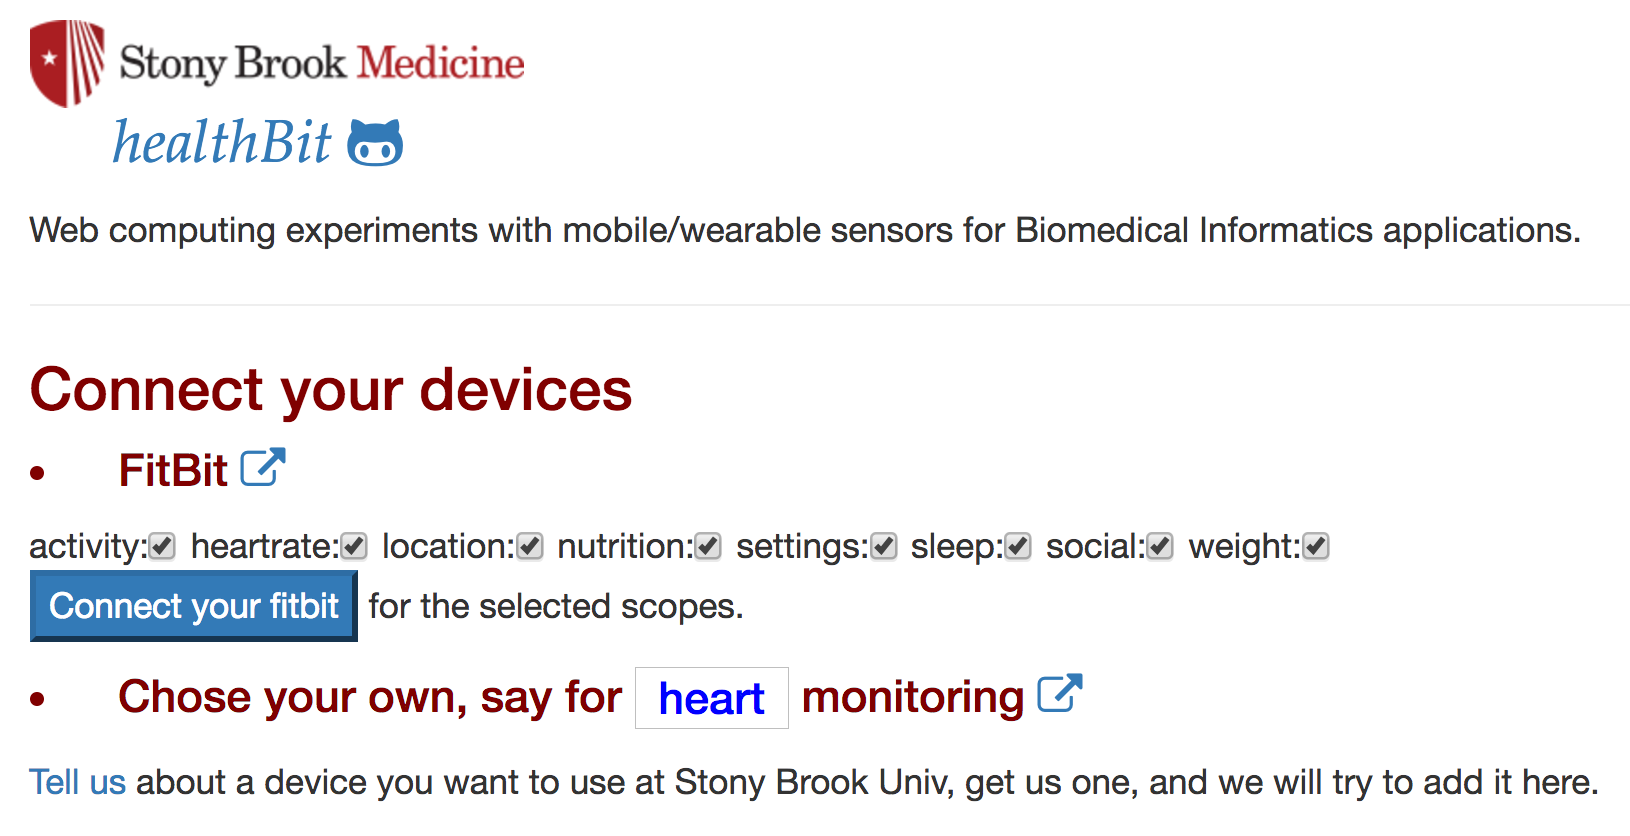 Stony Brook Medicine
healthBit
Web computing experiments with mobile/wearable sensors for Biomedical Informatics applications.
Connect your devices
• FitBit
activity: heartrate: location: nutrition: settings: sleep: social: weight:
Connect your fitbit for the selected scopes.
• Chose your own, say for heart monitoring
Tell us about a device you want to use at Stony Brook Univ, get us one, and we will try to add it here.